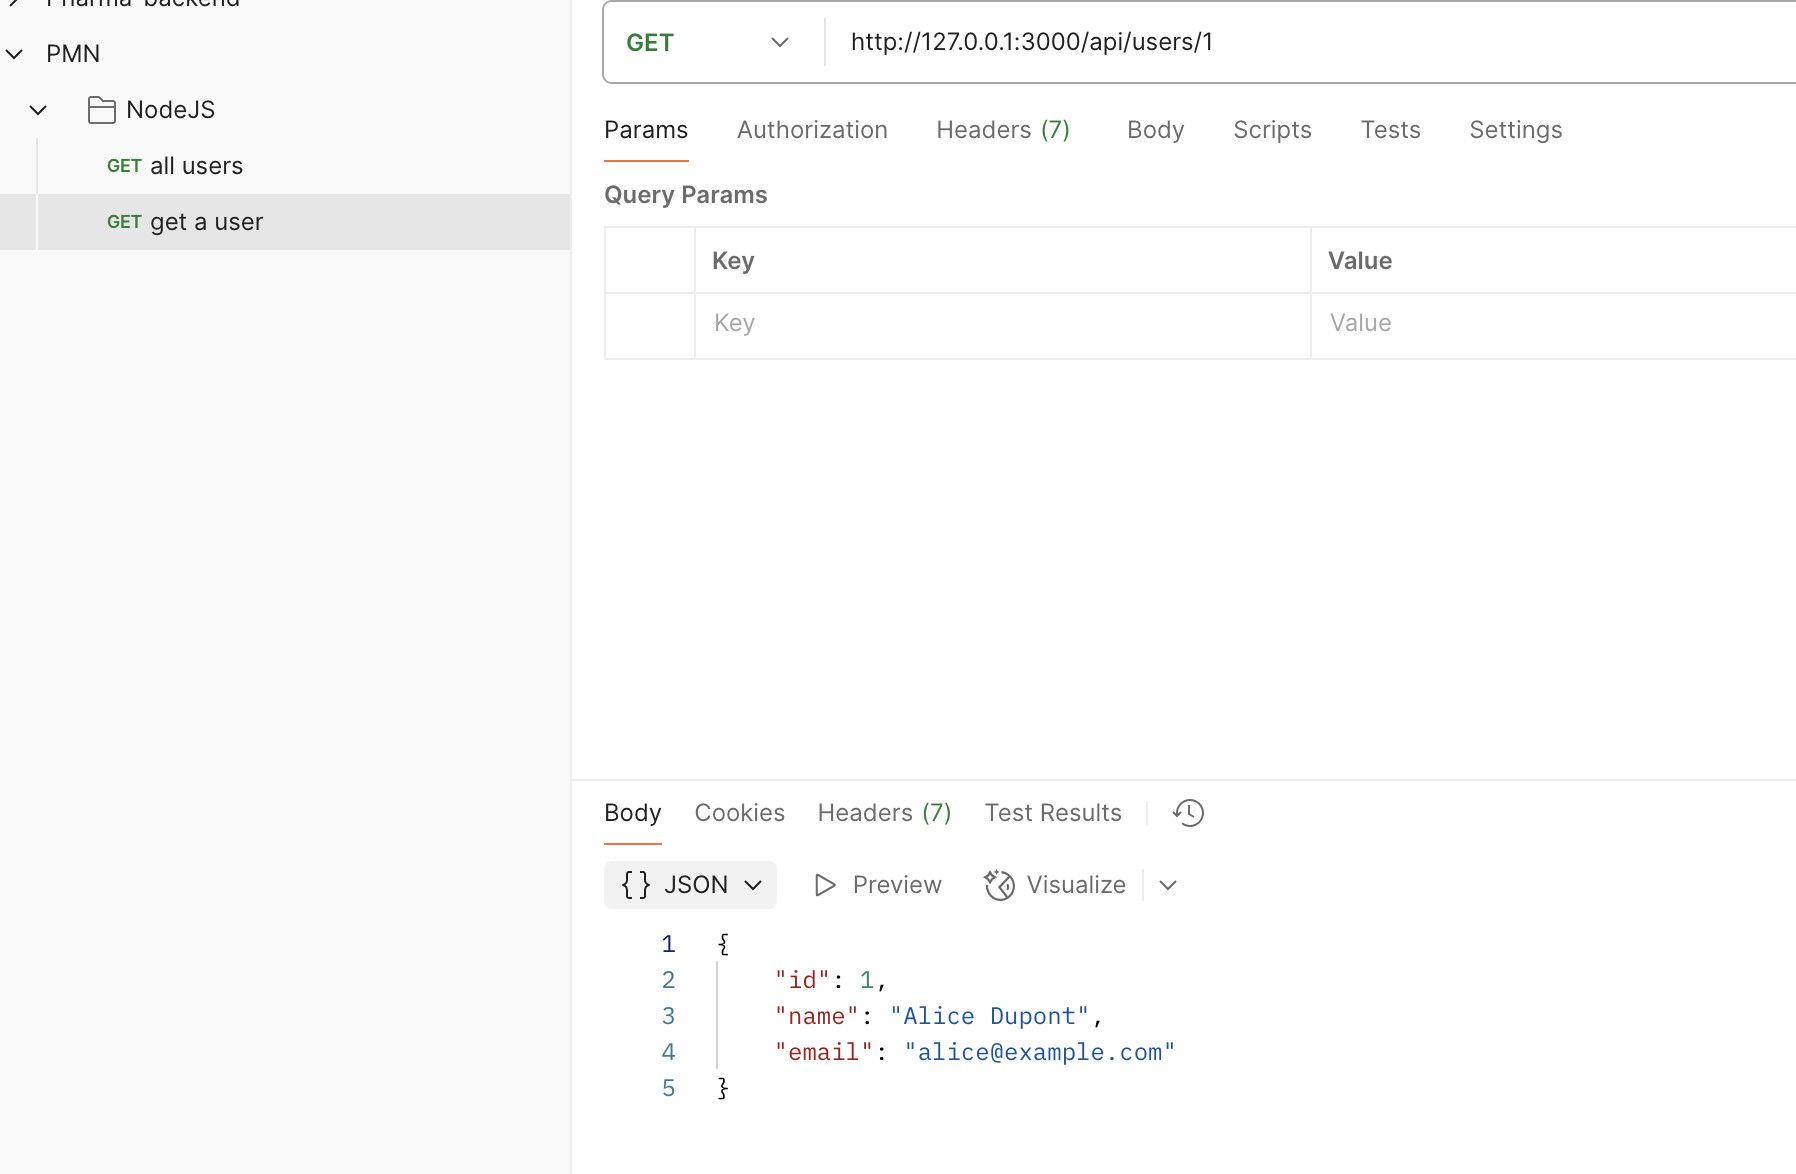 Pharma-backend
PMN
NodeJS
GET all users
GET get a user
GET http://127.0.0.1:3000/api/users/1
Params Authorization Headers (7) Body Scripts Tests Settings
Query Params
Key Value
Key Value
Body Cookies Headers (7) Test Results
{} JSON Preview Visualize
1 {
2 "id": 1,
3 "name": "Alice Dupont",
4 "email": "alice@example.com"
5 }